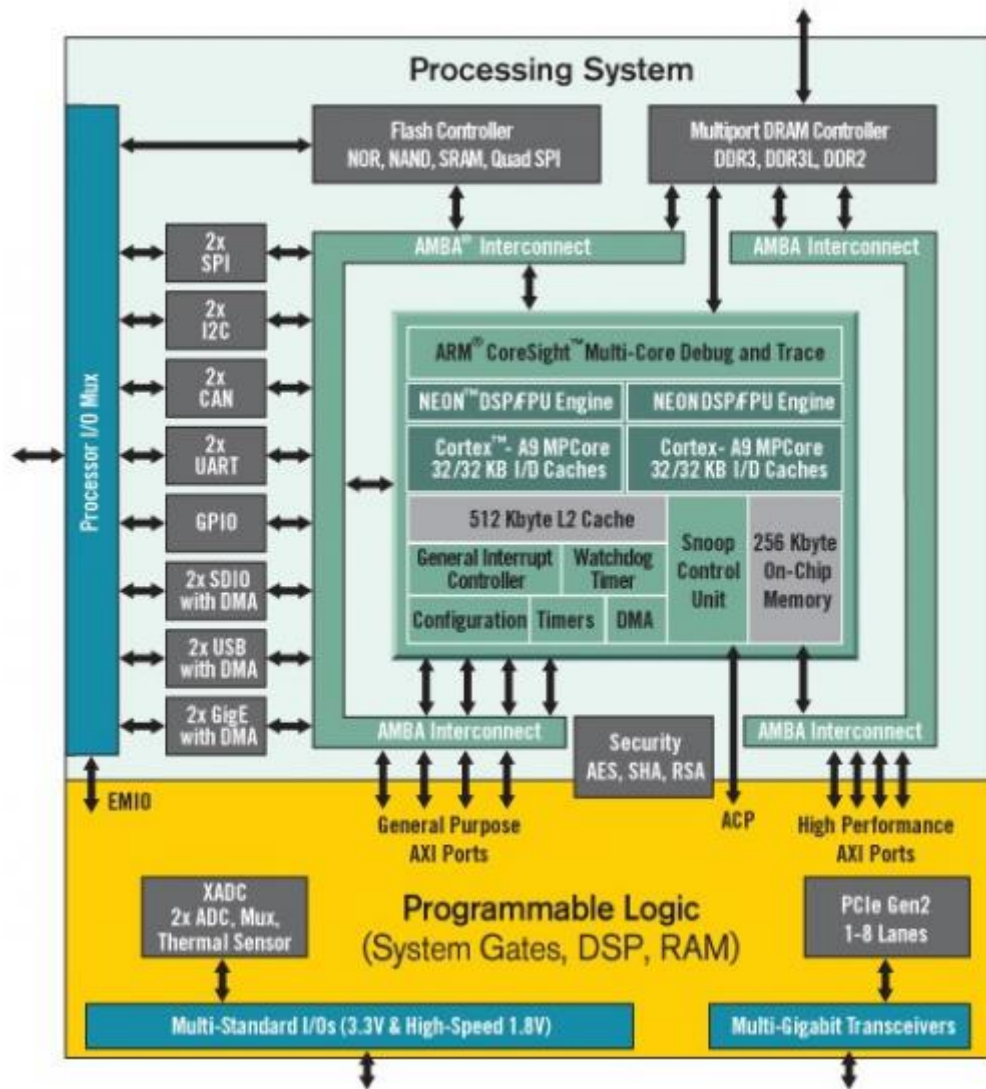 Processing System
Flash Controller
NOR, NAND, SRAM, Quad SPI
Multiport DRAM Controller
DDR3, DDR3L, DDR2
Processor I/O Mux
2x
SPI
2x
I2C
2x
CAN
2x
UART
GPIO
2x SDIO
with DMA
2x USB
with DMA
2x GigE
with DMA
AMBA® Interconnect
AMBA Interconnect
ARM® CoreSight™ Multi-Core Debug and Trace
NEON™ DSP/FPU Engine
NEON DSP/FPU Engine
Cortex™- A9 MPCore
32/32 KB I/D Caches
Cortex- A9 MPCore
32/32 KB I/D Caches
512 Kbyte L2 Cache
General Interrupt
Controller
Watchdog
Timer
Configuration
Timers
DMA
Snoop
Control
Unit
256 Kbyte
On-Chip
Memory
AMBA Interconnect
AMBA Interconnect
Security
AES, SHA, RSA
EMIO
General Purpose
AXI Ports
ACP
High Performance
AXI Ports
XADC
2x ADC, Mux,
Thermal Sensor
Programmable Logic
(System Gates, DSP, RAM)
PCIe Gen2
1-8 Lanes
Multi-Standard I/Os (3.3V & High-Speed 1.8V)
Multi-Gigabit Transceivers